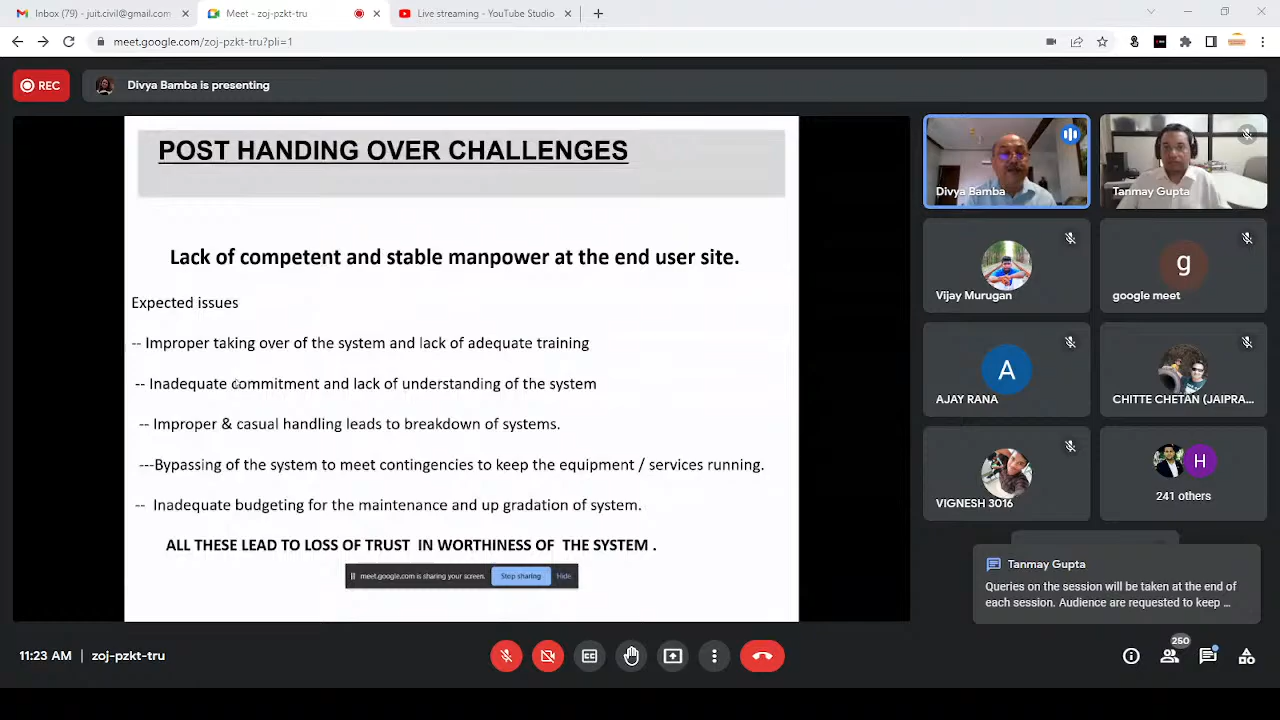 Inbox (79) - juit.civil@gmail.com
Meet - zoj-pzkt-tru
Live streaming - YouTube Studio
meet.google.com/zoj-pzkt-tru?pli=1
REC
Divya Bamba is presenting
POST HANDING OVER CHALLENGES
Lack of competent and stable manpower at the end user site.
Expected issues
-- Improper taking over of the system and lack of adequate training
-- Inadequate commitment and lack of understanding of the system
-- Improper & casual handling leads to breakdown of systems.
---Bypassing of the system to meet contingencies to keep the equipment / services running.
-- Inadequate budgeting for the maintenance and up gradation of system.
ALL THESE LEAD TO LOSS OF TRUST IN WORTHINESS OF THE SYSTEM .
meet.google.com is sharing your screen.
Stop sharing
Hide
Divya Bamba
Tanmay Gupta
Vijay Murugan
g
google meet
A
AJAY RANA
CHITTE CHETAN (JAIPRA...
VIGNESH 3016
H
241 others
Tanmay Gupta
Queries on the session will be taken at the end of
each session. Audience are requested to keep ...
11:23 AM | zoj-pzkt-tru
250